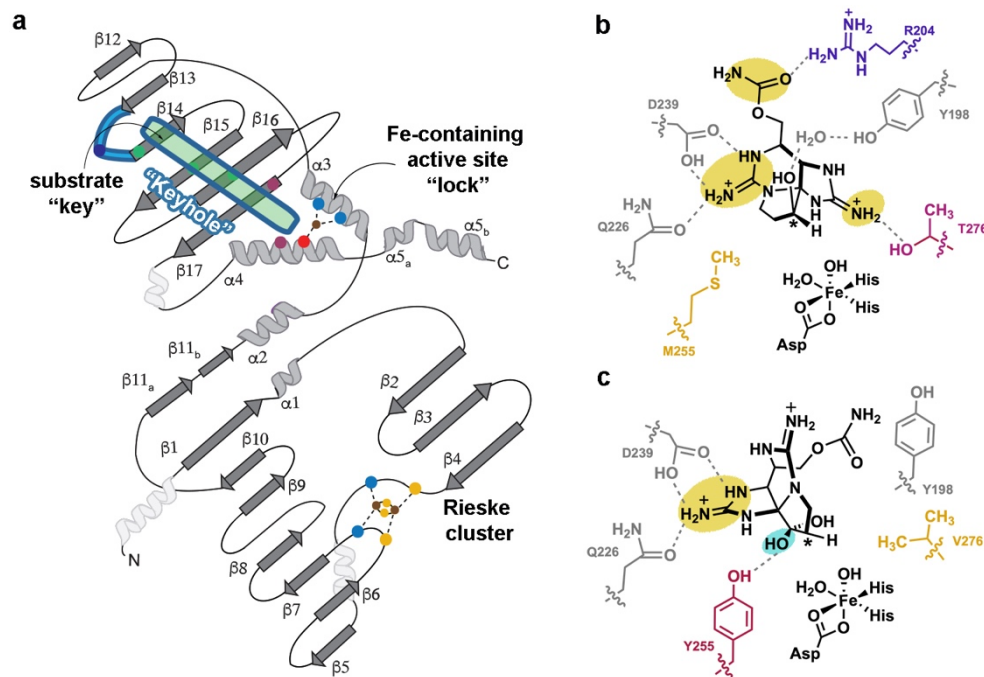 a
β12
β13
β14
β15
β16
substrate
"key"
"Keyhole"
Fe-containing
active site
"lock"
α3
α5b
α5a
C
β17
α4
β11b
α2
β11a
α1
β1
β2
β3
β4
β10
β9
Rieske
cluster
N
β8
β7
β6
β5
b
+
NH2
H2N
N
H
R204
H2N
O
O
D239
O
OH
H2O
HO
Y198
HN
HO
H
N
+
H2N
N
N
H
NH2
+
*
H
Q226
H2N
O
CH3
HO
T276
CH3
S
M255
OH
H2O
His
Fe
His
O
O
Asp
c
+
NH2
HN
O
NH2
O
OH
Y198
D239
O
OH
HN
N
+
H2N
N
H
OH
HO
*
H
Q226
H2N
O
CH3
H3C
V276
OH
Y255
OH
H2O
His
Fe
His
O
O
Asp